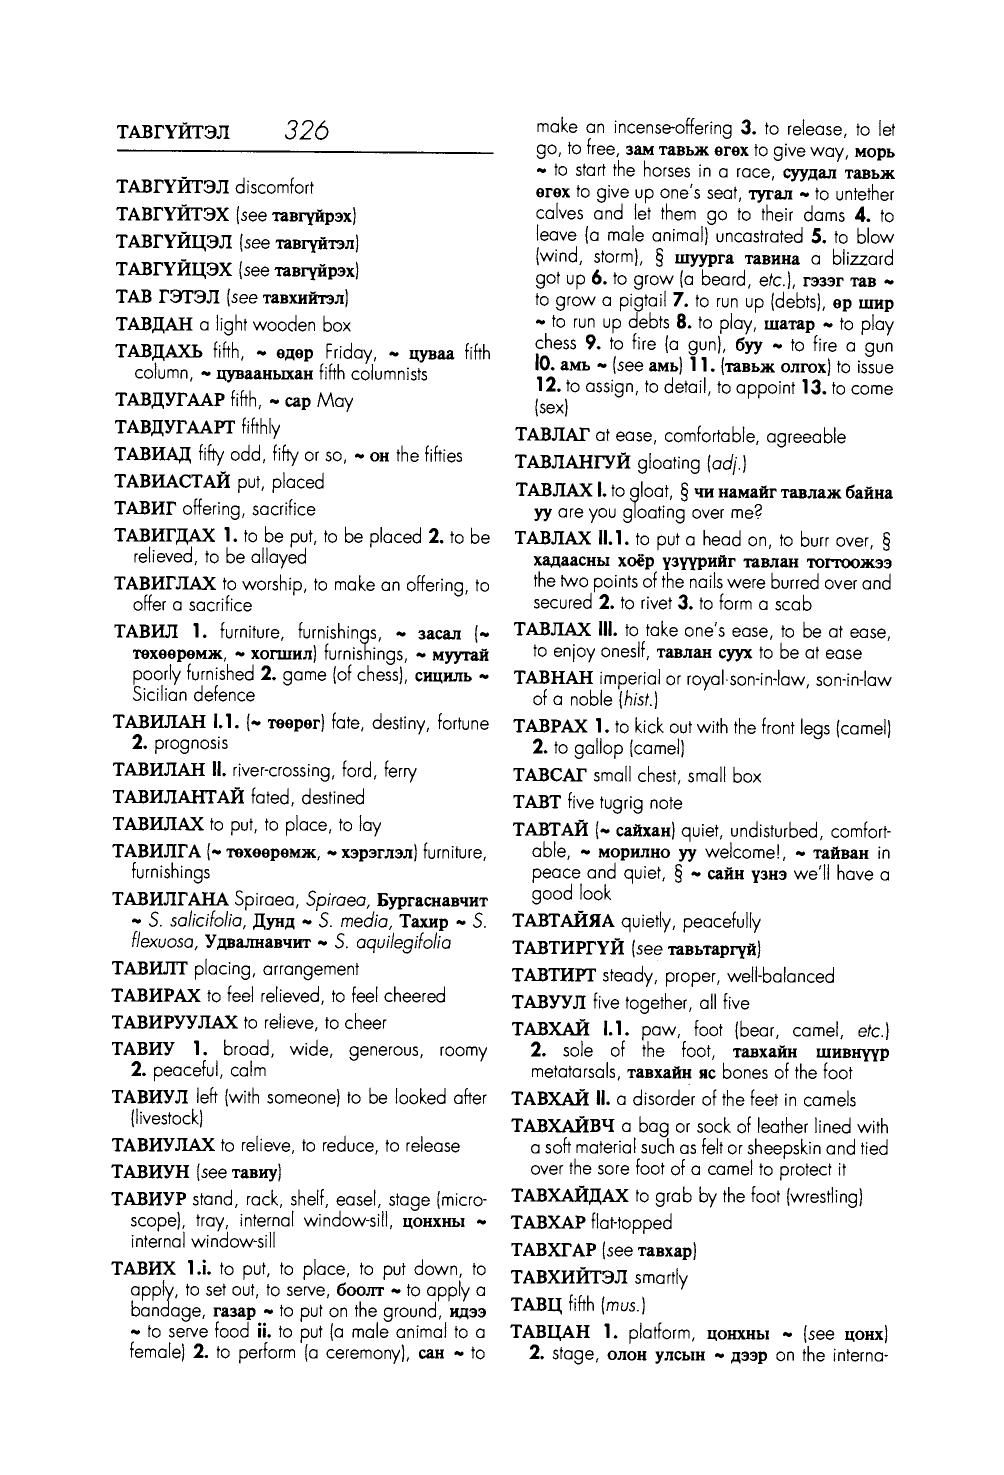 ТАВГҮЙТЭЛ 326
ТАВГҮЙТЭЛ discomfort
ТАВГҮЙТЭХ (see тавгүйрэх)
ТАВГҮЙЦЭЛ (see тавгүйтэл)
ТАВГҮЙЦЭХ (see тавгүйрэх)
ТАВ ГЭТЭЛ (see тавхийтэл)
ТАВДАН a light wooden box
ТАВДАХЬ fifth, ~ өдөр Friday, ~ цуваа fifth
column, ~ цувааныхан fifth columnists
ТАВДУГААР fifth, ~ сар May
ТАВДУГААРТ fifthly
ТАВИАД fifty odd, fifty or so, ~ он the fifties
ТАВИАСТАЙ put, placed
ТАВИГ offering, sacrifice
ТАВИГДАХ 1. to be put, to be placed 2. to be
relieved, to be allayed
ТАВИГЛАХ to worship, to make an offering, to
offer a sacrifice
ТАВИЛ 1. furniture, furnishings, ~ засал (~
төхөөрөмж, ~ хогшил) furnishings, ~ муутай
poorly furnished 2. game (of chess), сициль ~
Sicilian defence
ТАВИЛАН I.1. (~ төөрөг) fate, destiny, fortune
2. prognosis
ТАВИЛАН II. river-crossing, ford, ferry
ТАВИЛАНТАЙ fated, destined
ТАВИЛАХ to put, to place, to lay
ТАВИЛГА (~ төхөөрөмж, ~ хэрэглэл) furniture,
furnishings
ТАВИЛГАНА Spiraea, Spiraea, Бургаснавчит
~ S. salicifolia, Дунд ~ S. media, Тахир ~ S.
flexuosa, Удвалнавчит ~ S. aquilegifolia
ТАВИЛТ placing, arrangement
ТАВИРАХ to feel relieved, to feel cheered
ТАВИРУУЛАХ to relieve, to cheer
ТАВИУ 1. broad, wide, generous, roomy
2. peaceful, calm
ТАВИУЛ left (with someone) to be looked after
(livestock)
ТАВИУЛАХ to relieve, to reduce, to release
ТАВИУН (see тавиу)
ТАВИУР stand, rack, shelf, easel, stage (micro-
scope), tray, internal window-sill, цонхны ~
internal window-sill
ТАВИХ 1.i. to put, to place, to put down, to
apply, to set out, to serve, боолт ~ to apply a
bandage, газар ~ to put on the ground, идээ
~ to serve food ii. to put (a male animal to a
female) 2. to perform (a ceremony), сан ~ to
make an incense-offering 3. to release, to let
go, to free, зам тавьж өгөх to give way, морь
~ to start the horses in a race, суудал тавьж
өгөх to give up one's seat, тугал ~ to untether
calves and let them go to their dams 4. to
leave (a male animal) uncastrated 5. to blow
(wind, storm), § шуурга тавина a blizzard
got up 6. to grow (a beard, etc.), гэзэг тав ~
to grow a pigtail 7. to run up (debts), өр шир
~ to run up debts 8. to play, шатар ~ to play
chess 9. to fire (a gun), буу ~ to fire a gun
10. амь ~ (see амь) 11. (тавьж олгох) to issue
12. to assign, to detail, to appoint 13. to come
(sex)
ТАВЛАГ at ease, comfortable, agreeable
ТАВЛАНГУЙ gloating (adj.)
ТАВЛАХ I. to gloat, § чи намайг тавлаж байна
уу are you gloating over me?
ТАВЛАХ II.1. to put a head on, to burr over, §
хадаасны хоёр үзүүрийг тавлан тогтоожээ
the two points of the nails were burred over and
secured 2. to rivet 3. to form a scab
ТАВЛАХ III. to take one's ease, to be at ease,
to enjoy oneslf, тавлан суух to be at ease
ТАВНАН imperial or royal son-in-law, son-in-law
of a noble (hist.)
ТАВРАХ 1. to kick out with the front legs (camel)
2. to gallop (camel)
ТАВСАГ small chest, small box
ТАВТ five tugrig note
ТАВТАЙ (~ сайхан) quiet, undisturbed, comfort-
able, ~ морилно уу welcome!, ~ тайван in
peace and quiet, § ~ сайн үзнэ we'll have a
good look
ТАВТАЙЯА quietly, peacefully
ТАВТИРГҮЙ (see тавьтаргүй)
ТАВТИРТ steady, proper, well-balanced
ТАВУУЛ five together, all five
ТАВХАЙ I.1. paw, foot (bear, camel, etc.)
2. sole of the foot, тавхайн шивнүүр
metatarsals, тавхайн яс bones of the foot
ТАВХАЙ II. a disorder of the feet in camels
ТАВХАЙВЧ a bag or sock of leather lined with
a soft material such as felt or sheepskin and tied
over the sore foot of a camel to protect it
ТАВХАЙДАХ to grab by the foot (wrestling)
ТАВХАР flat-topped
ТАВХГАР (see тавхар)
ТАВХИЙТЭЛ smartly
ТАВЦ fifth (mus.)
ТАВЦАН 1. platform, цонхны ~ (see цонх)
2. stage, олон улсын ~ дээр on the interna-